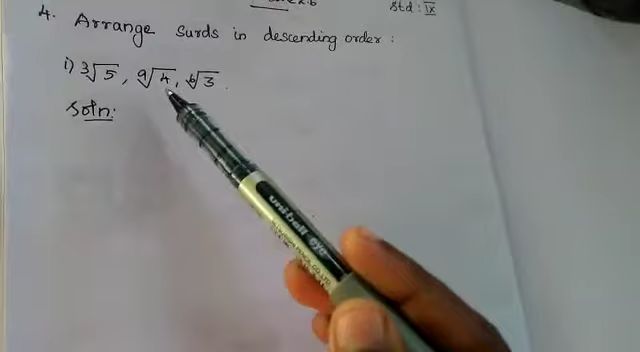 Std: IX
4. Arrange surds in descending order:
i) ∛5, ⁹√4, ⁶√3.
Soln:
uni-ball eye